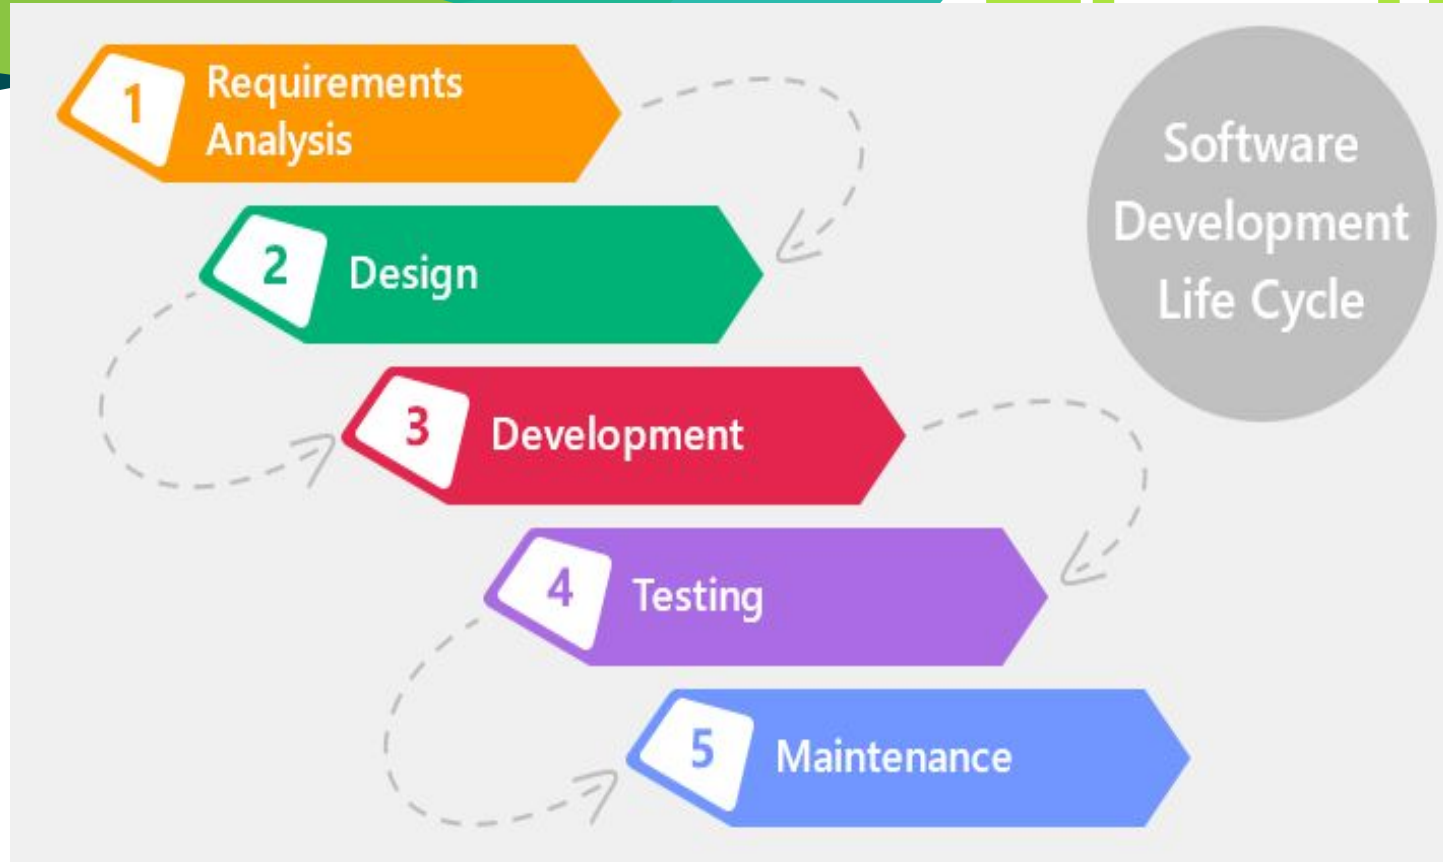 1
Requirements
Analysis
2
Design
3
Development
4
Testing
5
Maintenance
Software
Development
Life Cycle